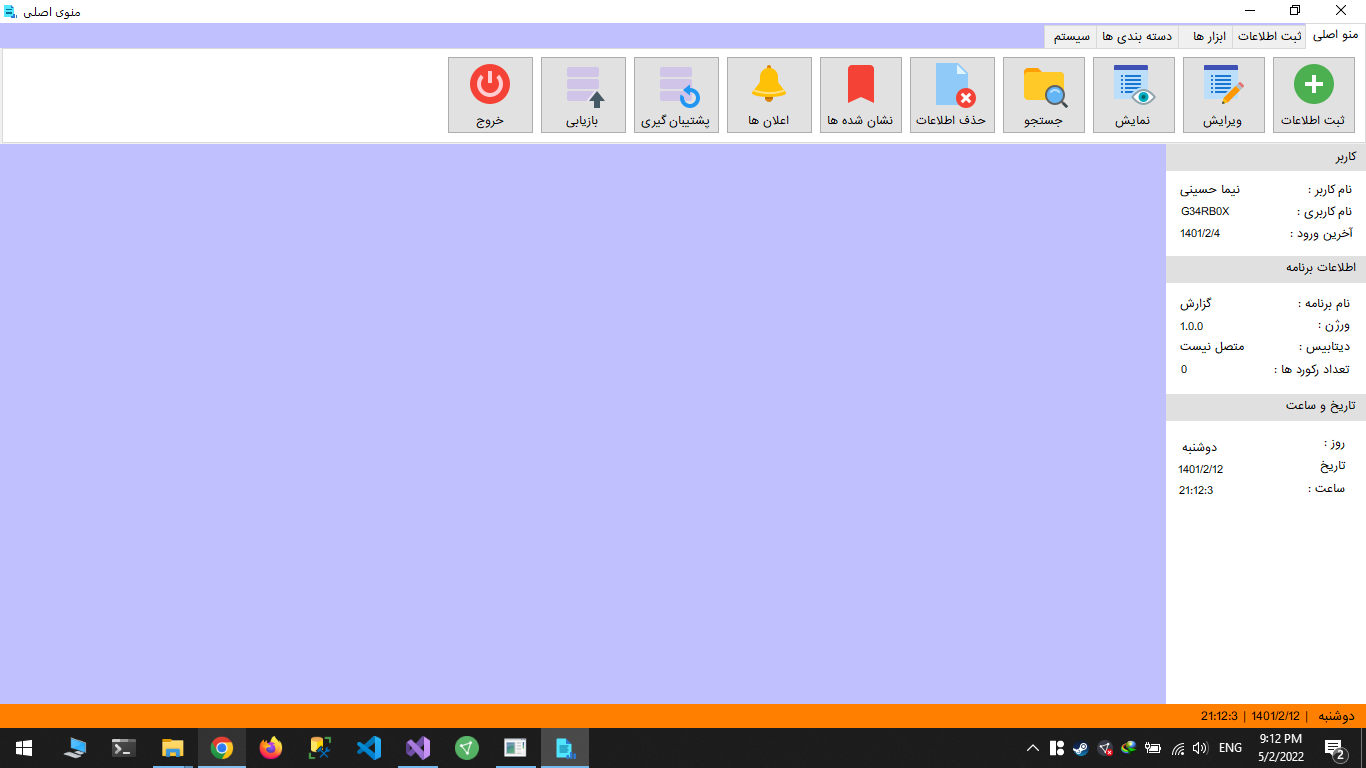 منوی اصلی
منو اصلی
ثبت اطلاعات
ابزار ها
دسته بندی ها
سیستم
ثبت اطلاعات
ویرایش
نمایش
جستجو
حذف اطلاعات
نشان شده ها
اعلان ها
پشتیبان گیری
بازیابی
خروج
کاربر
نام کاربر : نیما حسینی
نام کاربری : G34RB0X
آخرین ورود : 1401/2/4
اطلاعات برنامه
نام برنامه : گزارش
ورژن : 1.0.0
دیتابیس : متصل نیست
تعداد رکورد ها : 0
تاریخ و ساعت
روز : دوشنبه
تاریخ 1401/2/12
ساعت : 21:12:3
دوشنبه | 1401/2/12 | 21:12:3
ENG
9:12 PM
5/2/2022
2